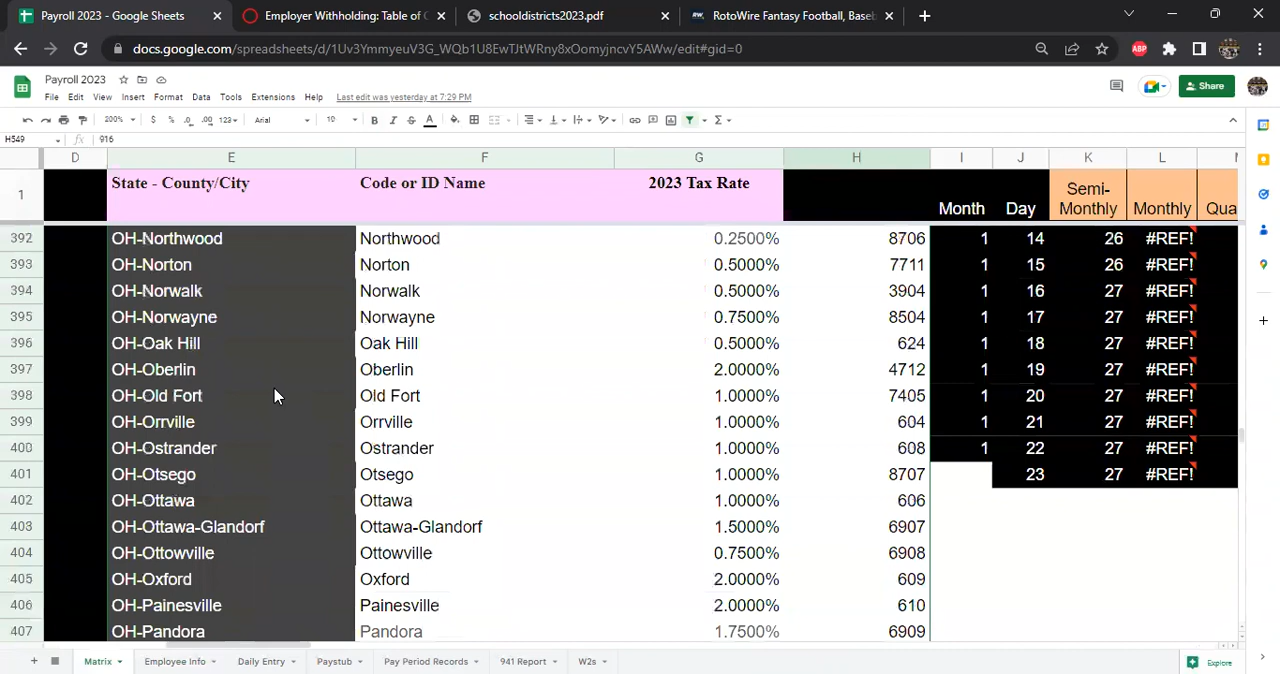 Payroll 2023 - Google Sheets
Employer Withholding: Table of C
schooldistricts2023.pdf
RotoWire Fantasy Football, Baseb
docs.google.com/spreadsheets/d/1Uv3YmmyeuV3G_WQb1U8EwTJtWRny8xOomyjncvY5AWw/edit#gid=0
Payroll 2023
File Edit View Insert Format Data Tools Extensions Help Last edit was yesterday at 7:29 PM
Share
200% $ % .0 .00 123 Arial 10 B I S A
H549 fx 916
D E F G H I J K L
1 State - County/City Code or ID Name 2023 Tax Rate Month Day Semi-Monthly Monthly Qua
392 OH-Northwood Northwood 0.2500% 8706 1 14 26 #REF!
393 OH-Norton Norton 0.5000% 7711 1 15 26 #REF!
394 OH-Norwalk Norwalk 0.5000% 3904 1 16 27 #REF!
395 OH-Norwayne Norwayne 0.7500% 8504 1 17 27 #REF!
396 OH-Oak Hill Oak Hill 0.5000% 624 1 18 27 #REF!
397 OH-Oberlin Oberlin 2.0000% 4712 1 19 27 #REF!
398 OH-Old Fort Old Fort 1.0000% 7405 1 20 27 #REF!
399 OH-Orrville Orrville 1.0000% 604 1 21 27 #REF!
400 OH-Ostrander Ostrander 1.0000% 608 1 22 27 #REF!
401 OH-Otsego Otsego 1.0000% 8707 23 27 #REF!
402 OH-Ottawa Ottawa 1.0000% 606
403 OH-Ottawa-Glandorf Ottawa-Glandorf 1.5000% 6907
404 OH-Ottowville Ottowville 0.7500% 6908
405 OH-Oxford Oxford 2.0000% 609
406 OH-Painesville Painesville 2.0000% 610
407 OH-Pandora Pandora 1.7500% 6909
Matrix Employee Info Daily Entry Paystub Pay Period Records 941 Report W2s Explore